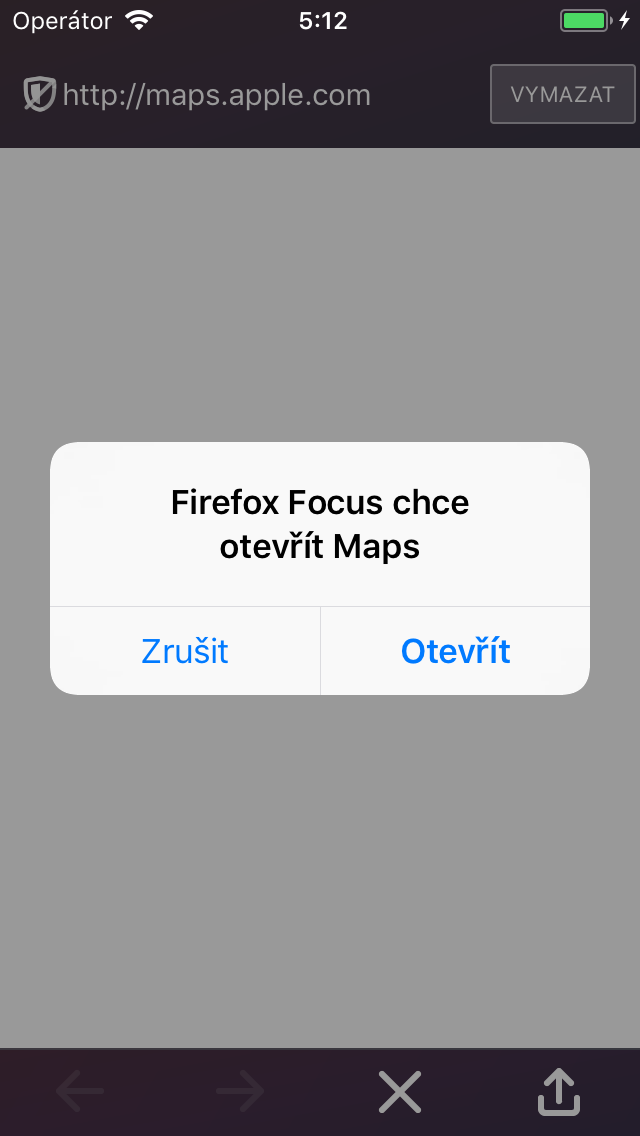 Operátor 5:12
http://maps.apple.com VYMAZAT
Firefox Focus chce
otevřít Maps
Zrušit Otevřít